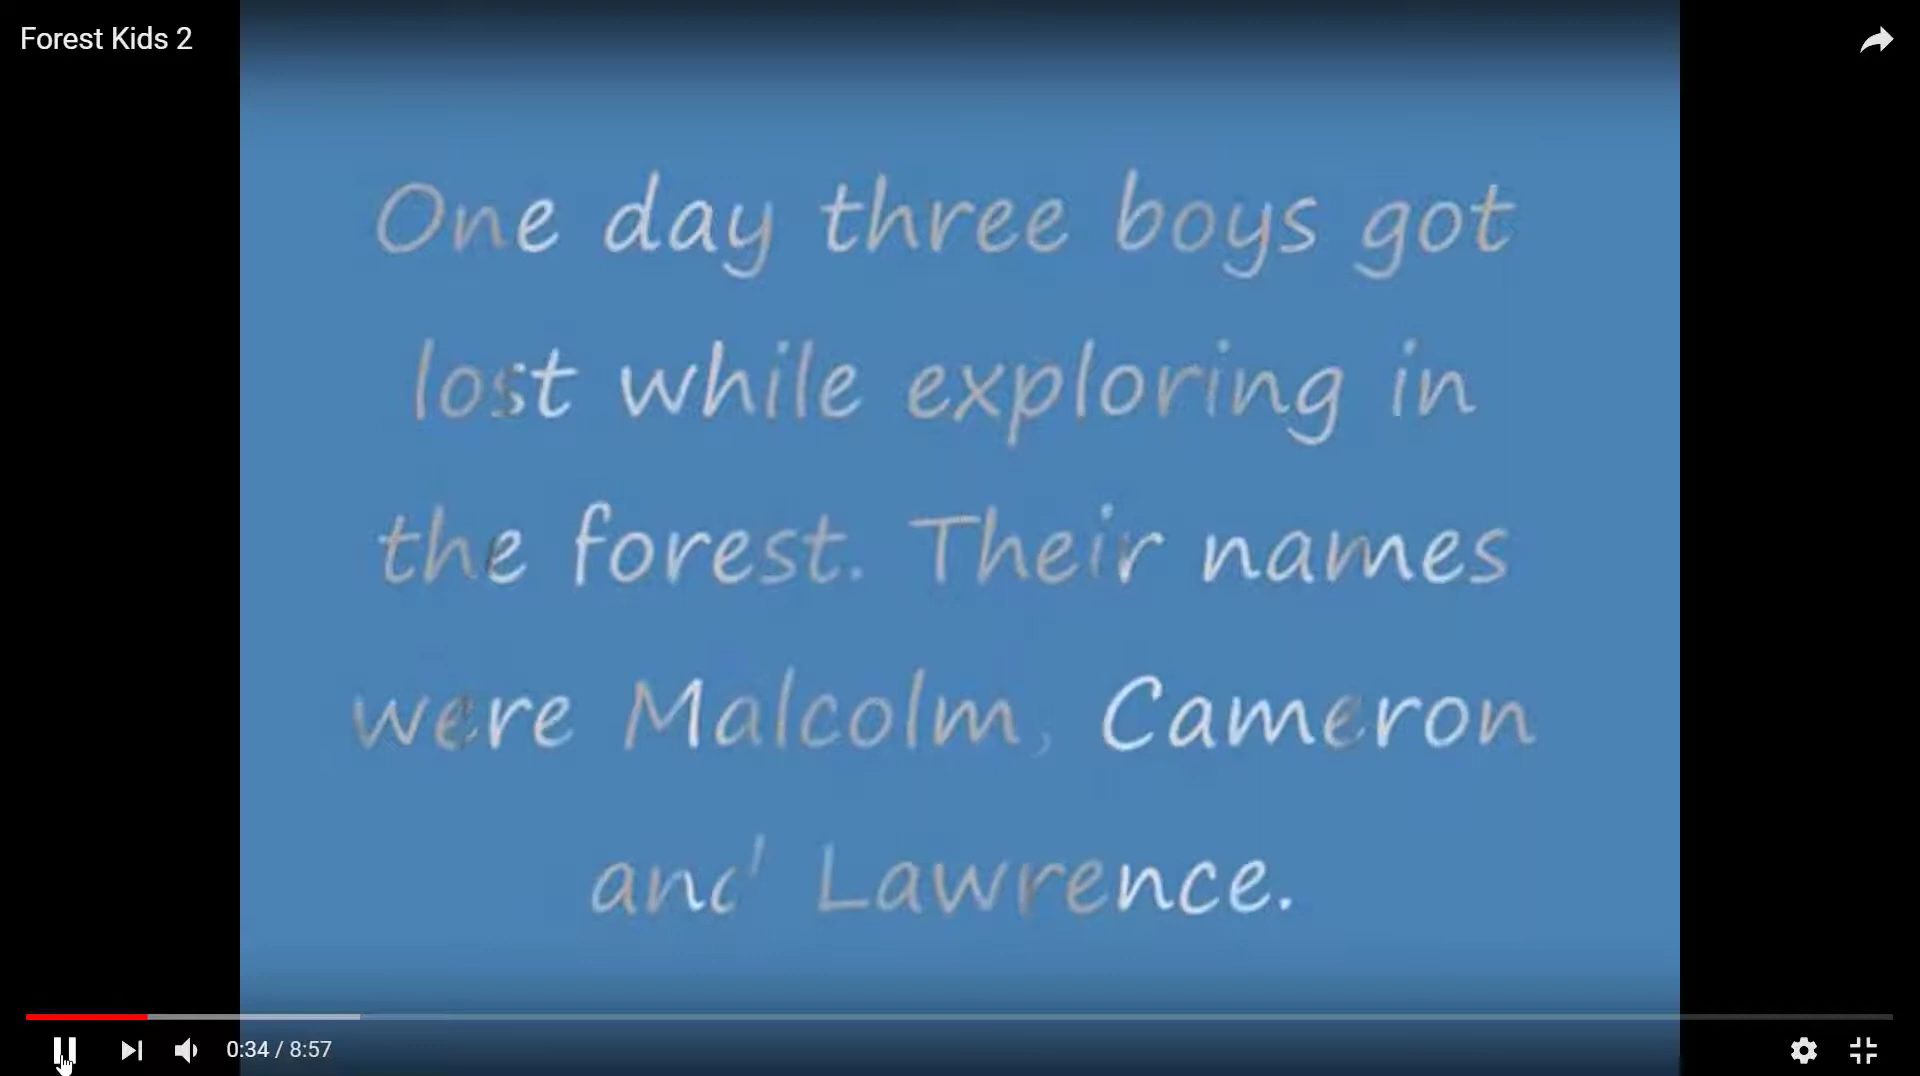 Forest Kids 2
One day three boys got
lost while exploring in
the forest. Their names
were Malcolm, Cameron
and Lawrence.
0:34 / 8:57